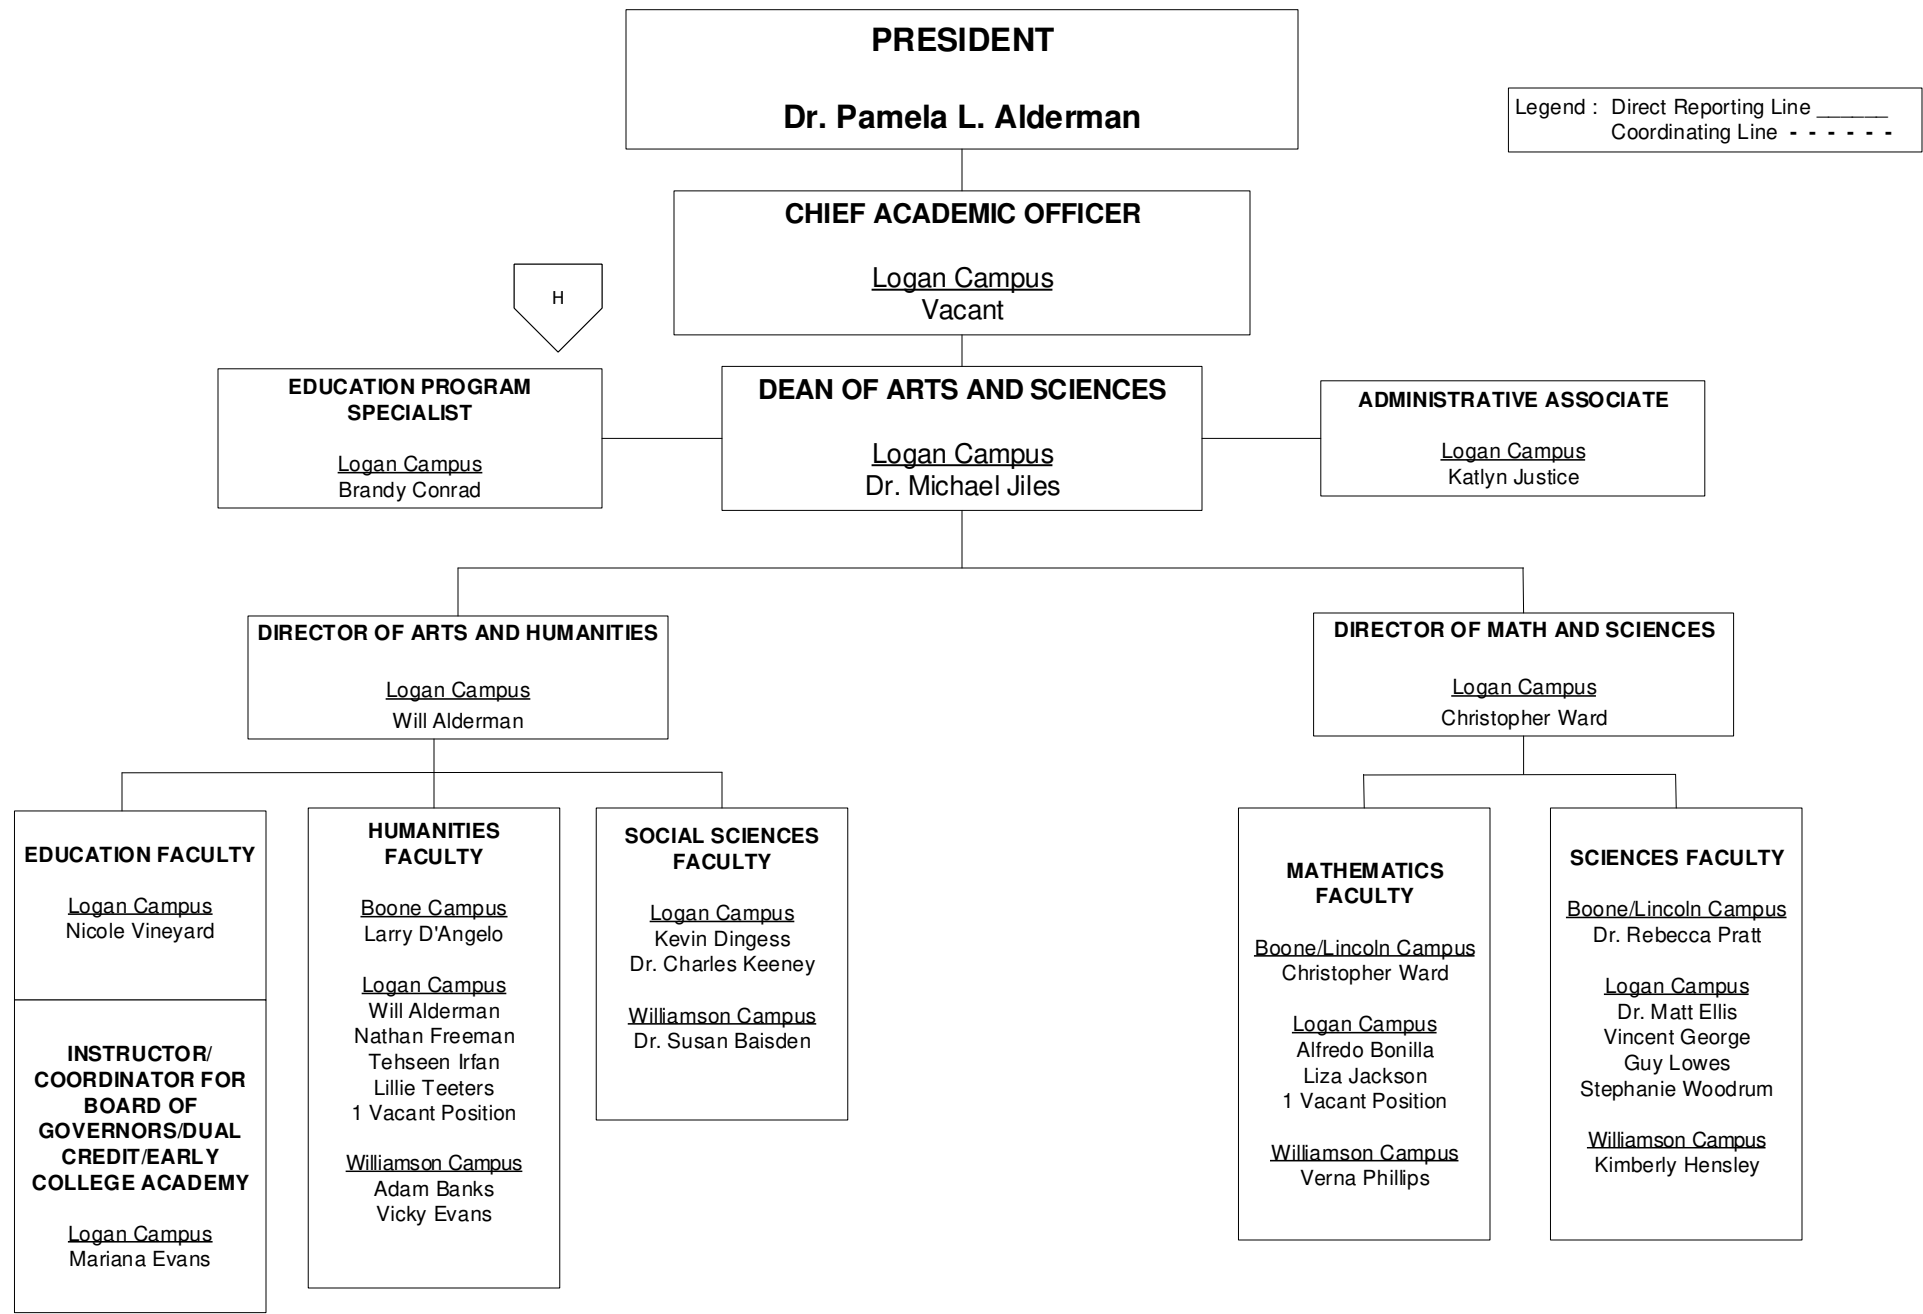 PRESIDENT
Dr. Pamela L. Alderman
Legend : Direct Reporting Line ______
Coordinating Line - - - - - -
CHIEF ACADEMIC OFFICER
Logan Campus
Vacant
H
EDUCATION PROGRAM
SPECIALIST
Logan Campus
Brandy Conrad
DEAN OF ARTS AND SCIENCES
Logan Campus
Dr. Michael Jiles
ADMINISTRATIVE ASSOCIATE
Logan Campus
Katlyn Justice
DIRECTOR OF ARTS AND HUMANITIES
Logan Campus
Will Alderman
DIRECTOR OF MATH AND SCIENCES
Logan Campus
Christopher Ward
EDUCATION FACULTY
Logan Campus
Nicole Vineyard
INSTRUCTOR/
COORDINATOR FOR
BOARD OF
GOVERNORS/DUAL
CREDIT/EARLY
COLLEGE ACADEMY
Logan Campus
Mariana Evans
HUMANITIES
FACULTY
Boone Campus
Larry D'Angelo
Logan Campus
Will Alderman
Nathan Freeman
Tehseen Irfan
Lillie Teeters
1 Vacant Position
Williamson Campus
Adam Banks
Vicky Evans
SOCIAL SCIENCES
FACULTY
Logan Campus
Kevin Dingess
Dr. Charles Keeney
Williamson Campus
Dr. Susan Baisden
MATHEMATICS
FACULTY
Boone/Lincoln Campus
Christopher Ward
Logan Campus
Alfredo Bonilla
Liza Jackson
1 Vacant Position
Williamson Campus
Verna Phillips
SCIENCES FACULTY
Boone/Lincoln Campus
Dr. Rebecca Pratt
Logan Campus
Dr. Matt Ellis
Vincent George
Guy Lowes
Stephanie Woodrum
Williamson Campus
Kimberly Hensley